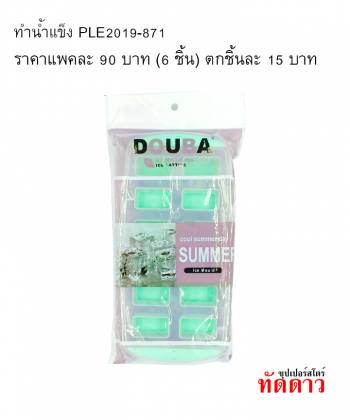 ทำน้ำแข็ง PLE2019-871
ราคาแพคละ 90 บาท (6 ชิ้น) ตกชิ้นละ 15 บาท
DOUBA
cool summerday
SUMMER
ซุปเปอร์สโตร์
ทัดดาว